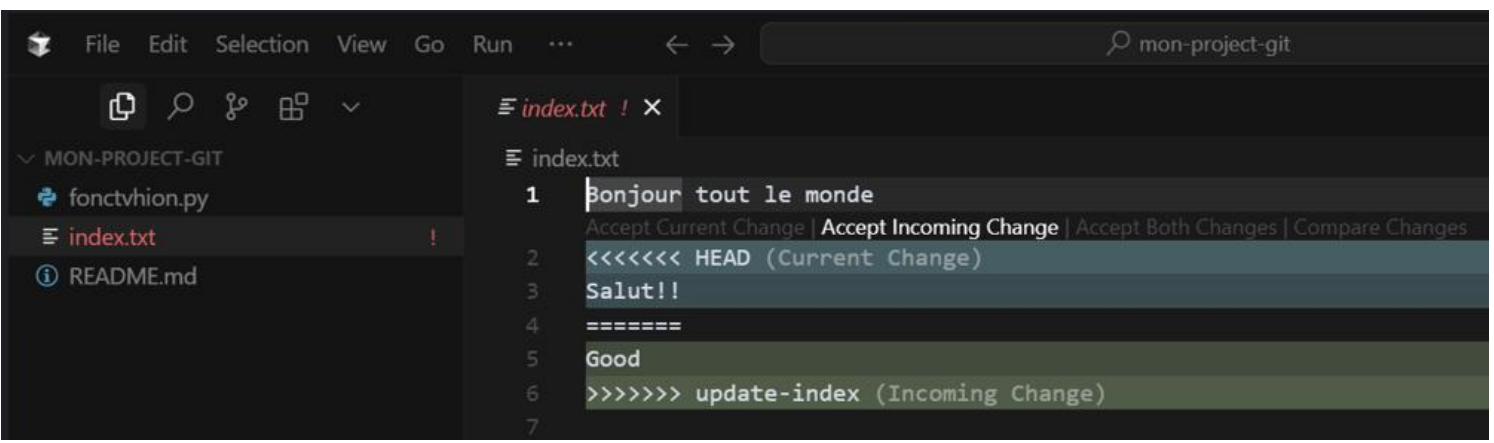 File Edit Selection View Go Run ··· ← → mon-project-git
index.txt ! ×
MON-PROJECT-GIT
fonctvhion.py
index.txt !
README.md
index.txt
1 Bonjour tout le monde
Accept Current Change | Accept Incoming Change | Accept Both Changes | Compare Changes
2 <<<<<<< HEAD (Current Change)
3 Salut!!
4 =======
5 Good
6 >>>>>>> update-index (Incoming Change)
7